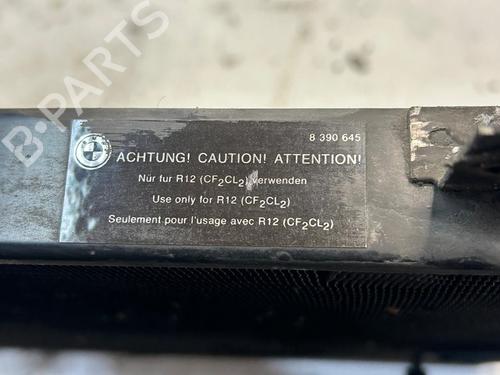 B-PARTS
8 390 645
ACHTUNG! CAUTION! ATTENTION!
Nür fur R12 (CF2CL2) verwenden
Use only for R12 (CF2CL2)
Seulement pour l'usage avec R12 (CF2CL2)